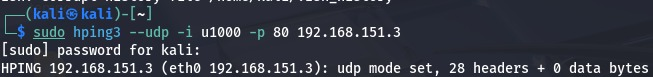 (kali㉿kali)-[~]
$ sudo hping3 --udp -i u1000 -p 80 192.168.151.3
[sudo] password for kali:
HPING 192.168.151.3 (eth0 192.168.151.3): udp mode set, 28 headers + 0 data bytes